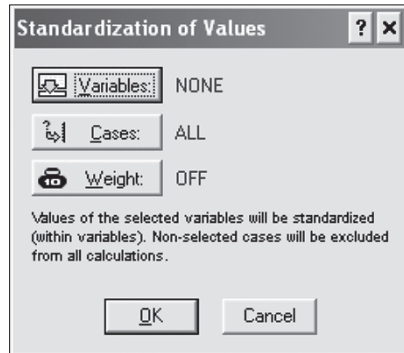 Standardization of Values ? ×
Variables: NONE
Cases: ALL
10 Weight: OFF
Values of the selected variables will be standardized
(within variables). Non-selected cases will be excluded
from all calculations.
OK Cancel